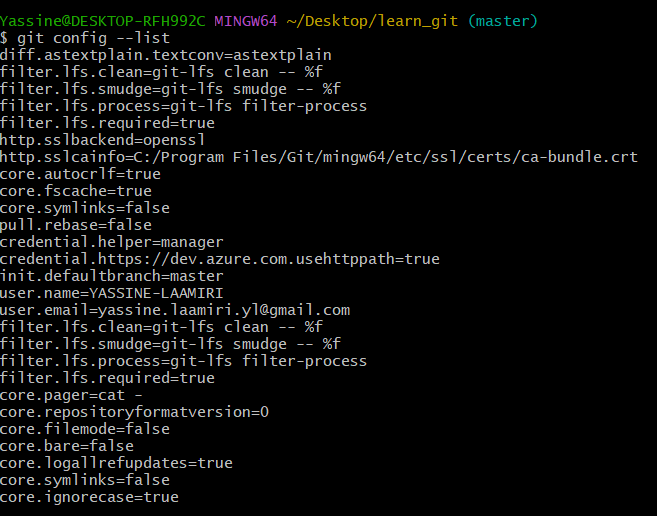 Yassine@DESKTOP-RFH992C MINGW64 ~/Desktop/learn_git (master)
$ git config --list
diff.astextplain.textconv=astextplain
filter.lfs.clean=git-lfs clean -- %f
filter.lfs.smudge=git-lfs smudge -- %f
filter.lfs.process=git-lfs filter-process
filter.lfs.required=true
http.sslbackend=openssl
http.sslcainfo=C:/Program Files/Git/mingw64/etc/ssl/certs/ca-bundle.crt
core.autocrlf=true
core.fscache=true
core.symlinks=false
pull.rebase=false
credential.helper=manager
credential.https://dev.azure.com.usehttppath=true
init.defaultbranch=master
user.name=YASSINE-LAAMIRI
user.email=yassine.laamiri.yl@gmail.com
filter.lfs.clean=git-lfs clean -- %f
filter.lfs.smudge=git-lfs smudge -- %f
filter.lfs.process=git-lfs filter-process
filter.lfs.required=true
core.pager=cat -
core.repositoryformatversion=0
core.filemode=false
core.bare=false
core.logallrefupdates=true
core.symlinks=false
core.ignorecase=true